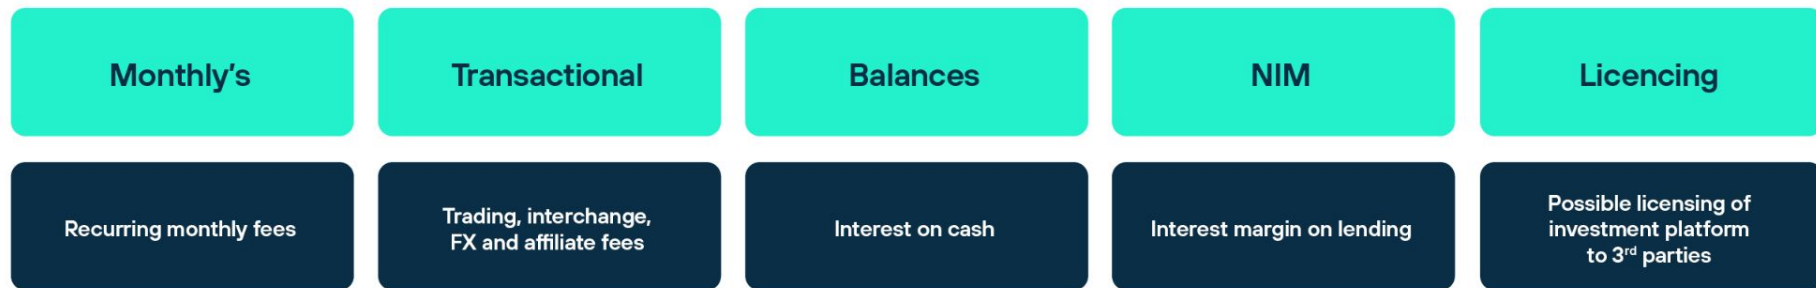 Monthly's
Transactional
Balances
NIM
Licencing
Recurring monthly fees
Trading, interchange,
FX and affiliate fees
Interest on cash
Interest margin on lending
Possible licensing of
investment platform
to 3rd parties